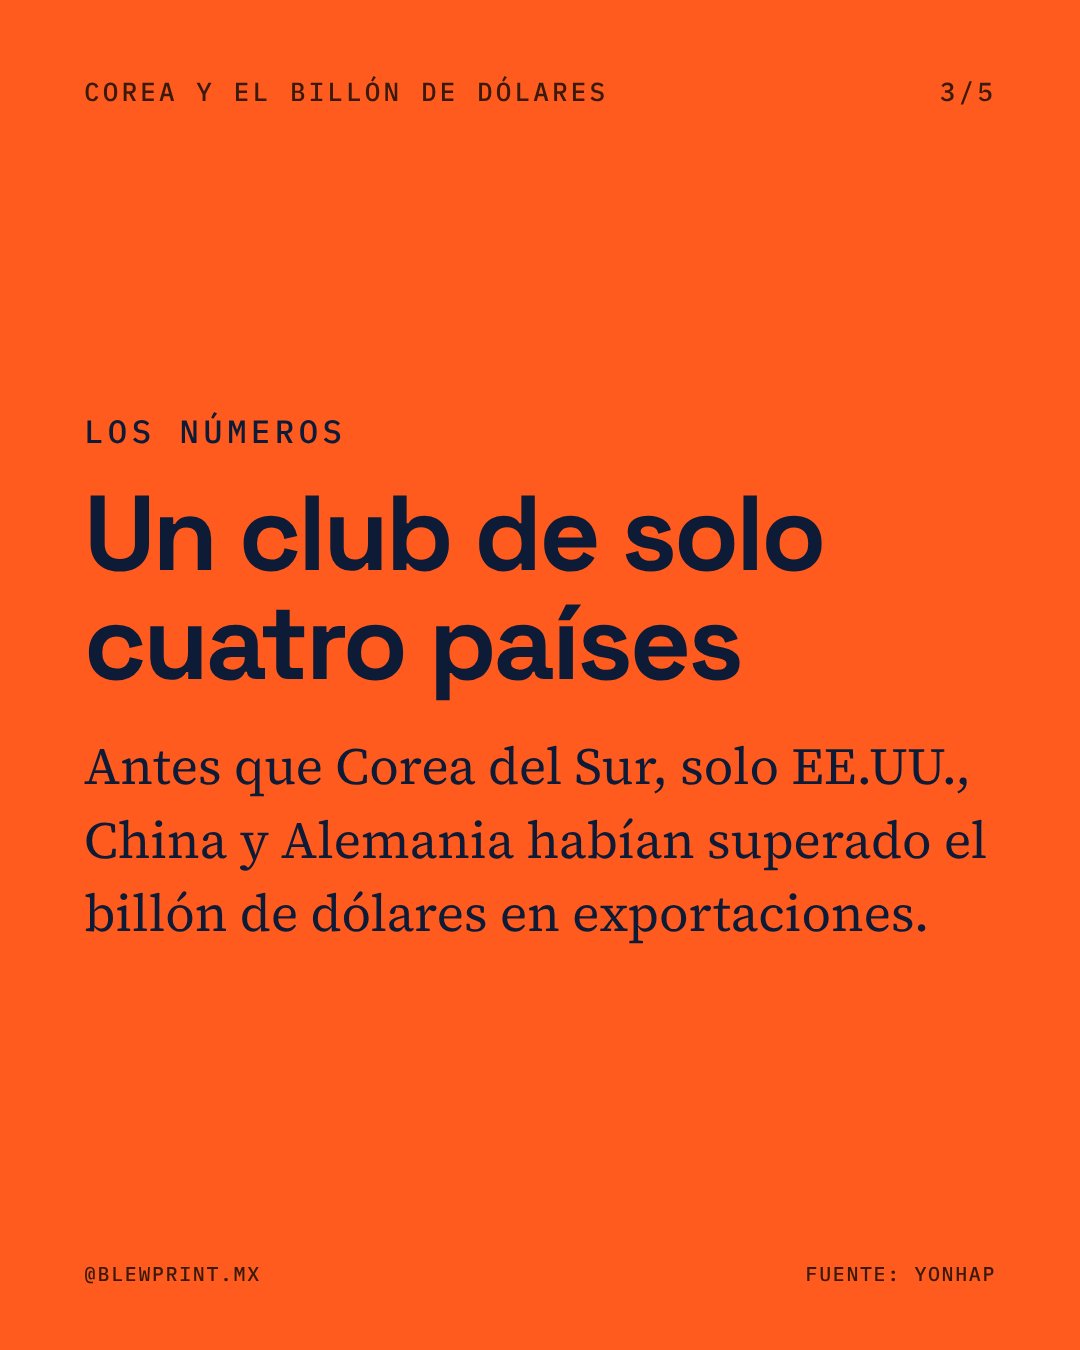 COREA Y EL BILLÓN DE DÓLARES
3/5
LOS NÚMEROS
Un club de solo
cuatro países
Antes que Corea del Sur, solo EE.UU.,
China y Alemania habían superado el
billón de dólares en exportaciones.
@BLEWPRINT.MX
FUENTE: YONHAP